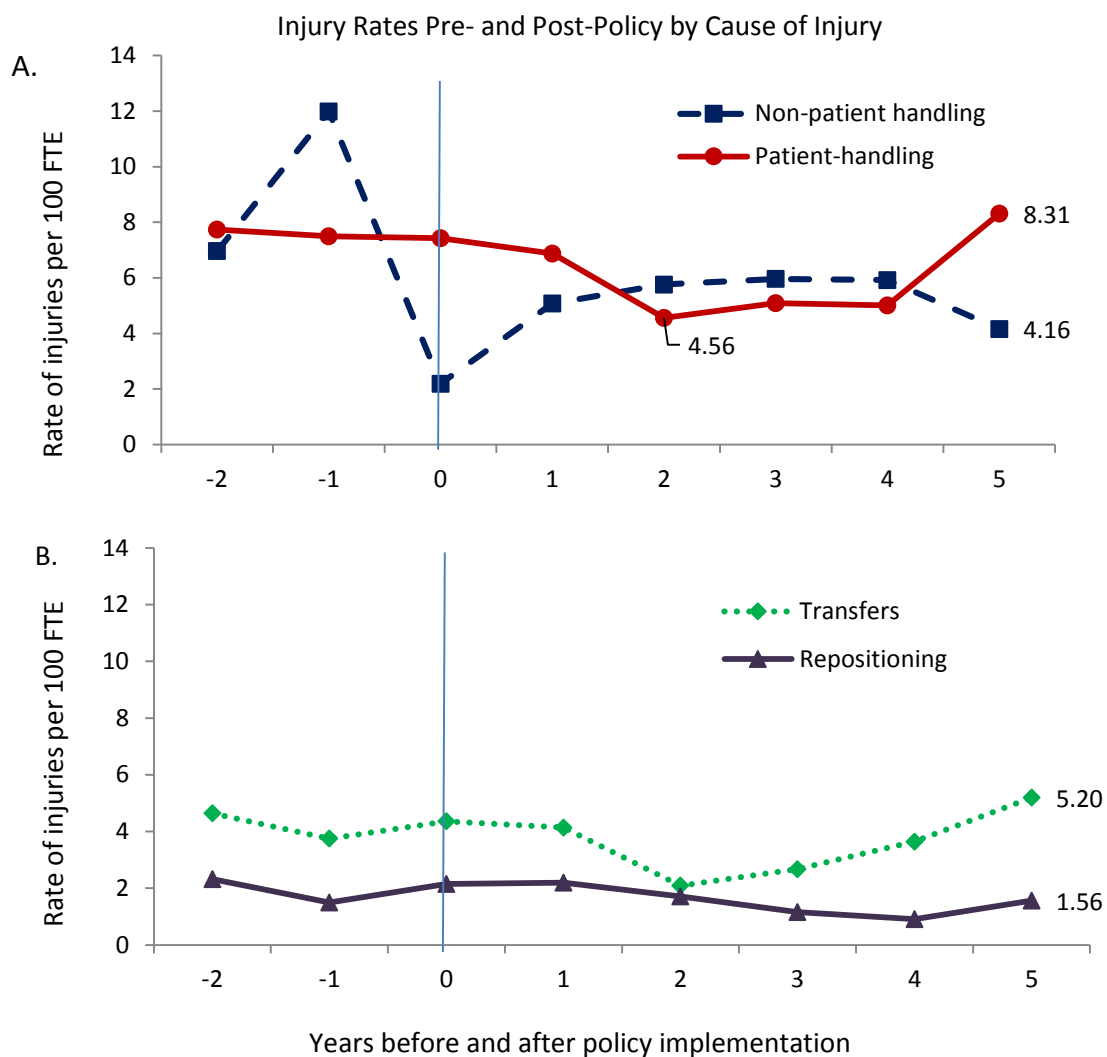 Injury Rates Pre- and Post-Policy by Cause of Injury
A.
Rate of injuries per 100 FTE
14
12
10
8
6
4
2
0
Non-patient handling
Patient-handling
8.31
4.56
4.16
-2 -1 0 1 2 3 4 5
B.
Rate of injuries per 100 FTE
14
12
10
8
6
4
2
0
Transfers
Repositioning
5.20
1.56
-2 -1 0 1 2 3 4 5
Years before and after policy implementation